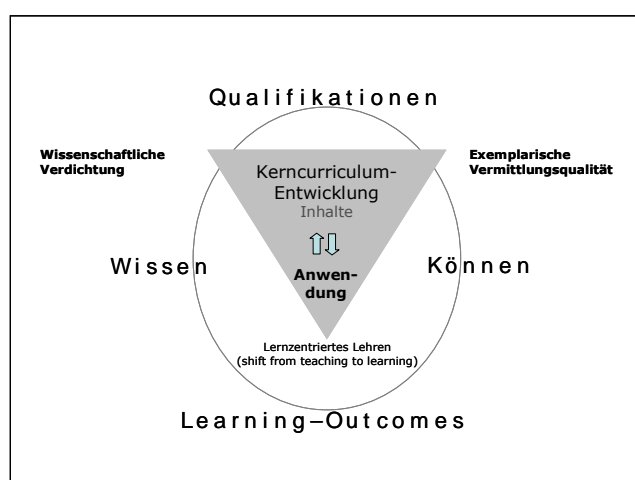 Qualifikationen
Wissenschaftliche
Verdichtung
Exemplarische
Vermittlungsqualität
Kerncurriculum-
Entwicklung
Inhalte
Wissen
Können
Anwen-
dung
Lernzentriertes Lehren
(shift from teaching to learning)
Learning–Outcomes